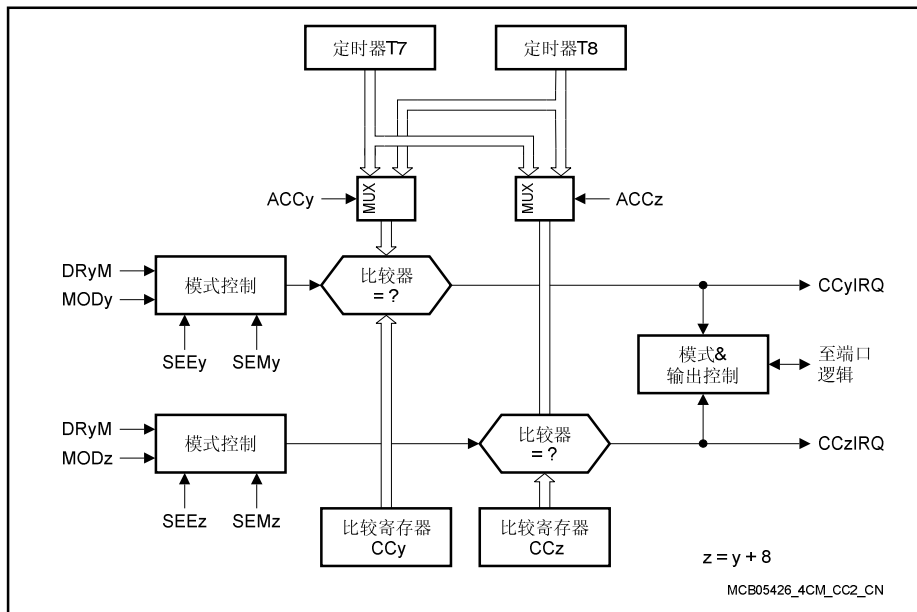 定时器T7
定时器T8
ACCy
MUX
MUX
ACCz
DRyM
MODy
模式控制
比较器
= ?
CCyIRQ
SEEy
SEMy
模式&
输出控制
至端口
逻辑
DRyM
MODz
模式控制
比较器
= ?
CCzIRQ
SEEz
SEMz
比较寄存器
CCy
比较寄存器
CCz
z = y + 8
MCB05426_4CM_CC2_CN